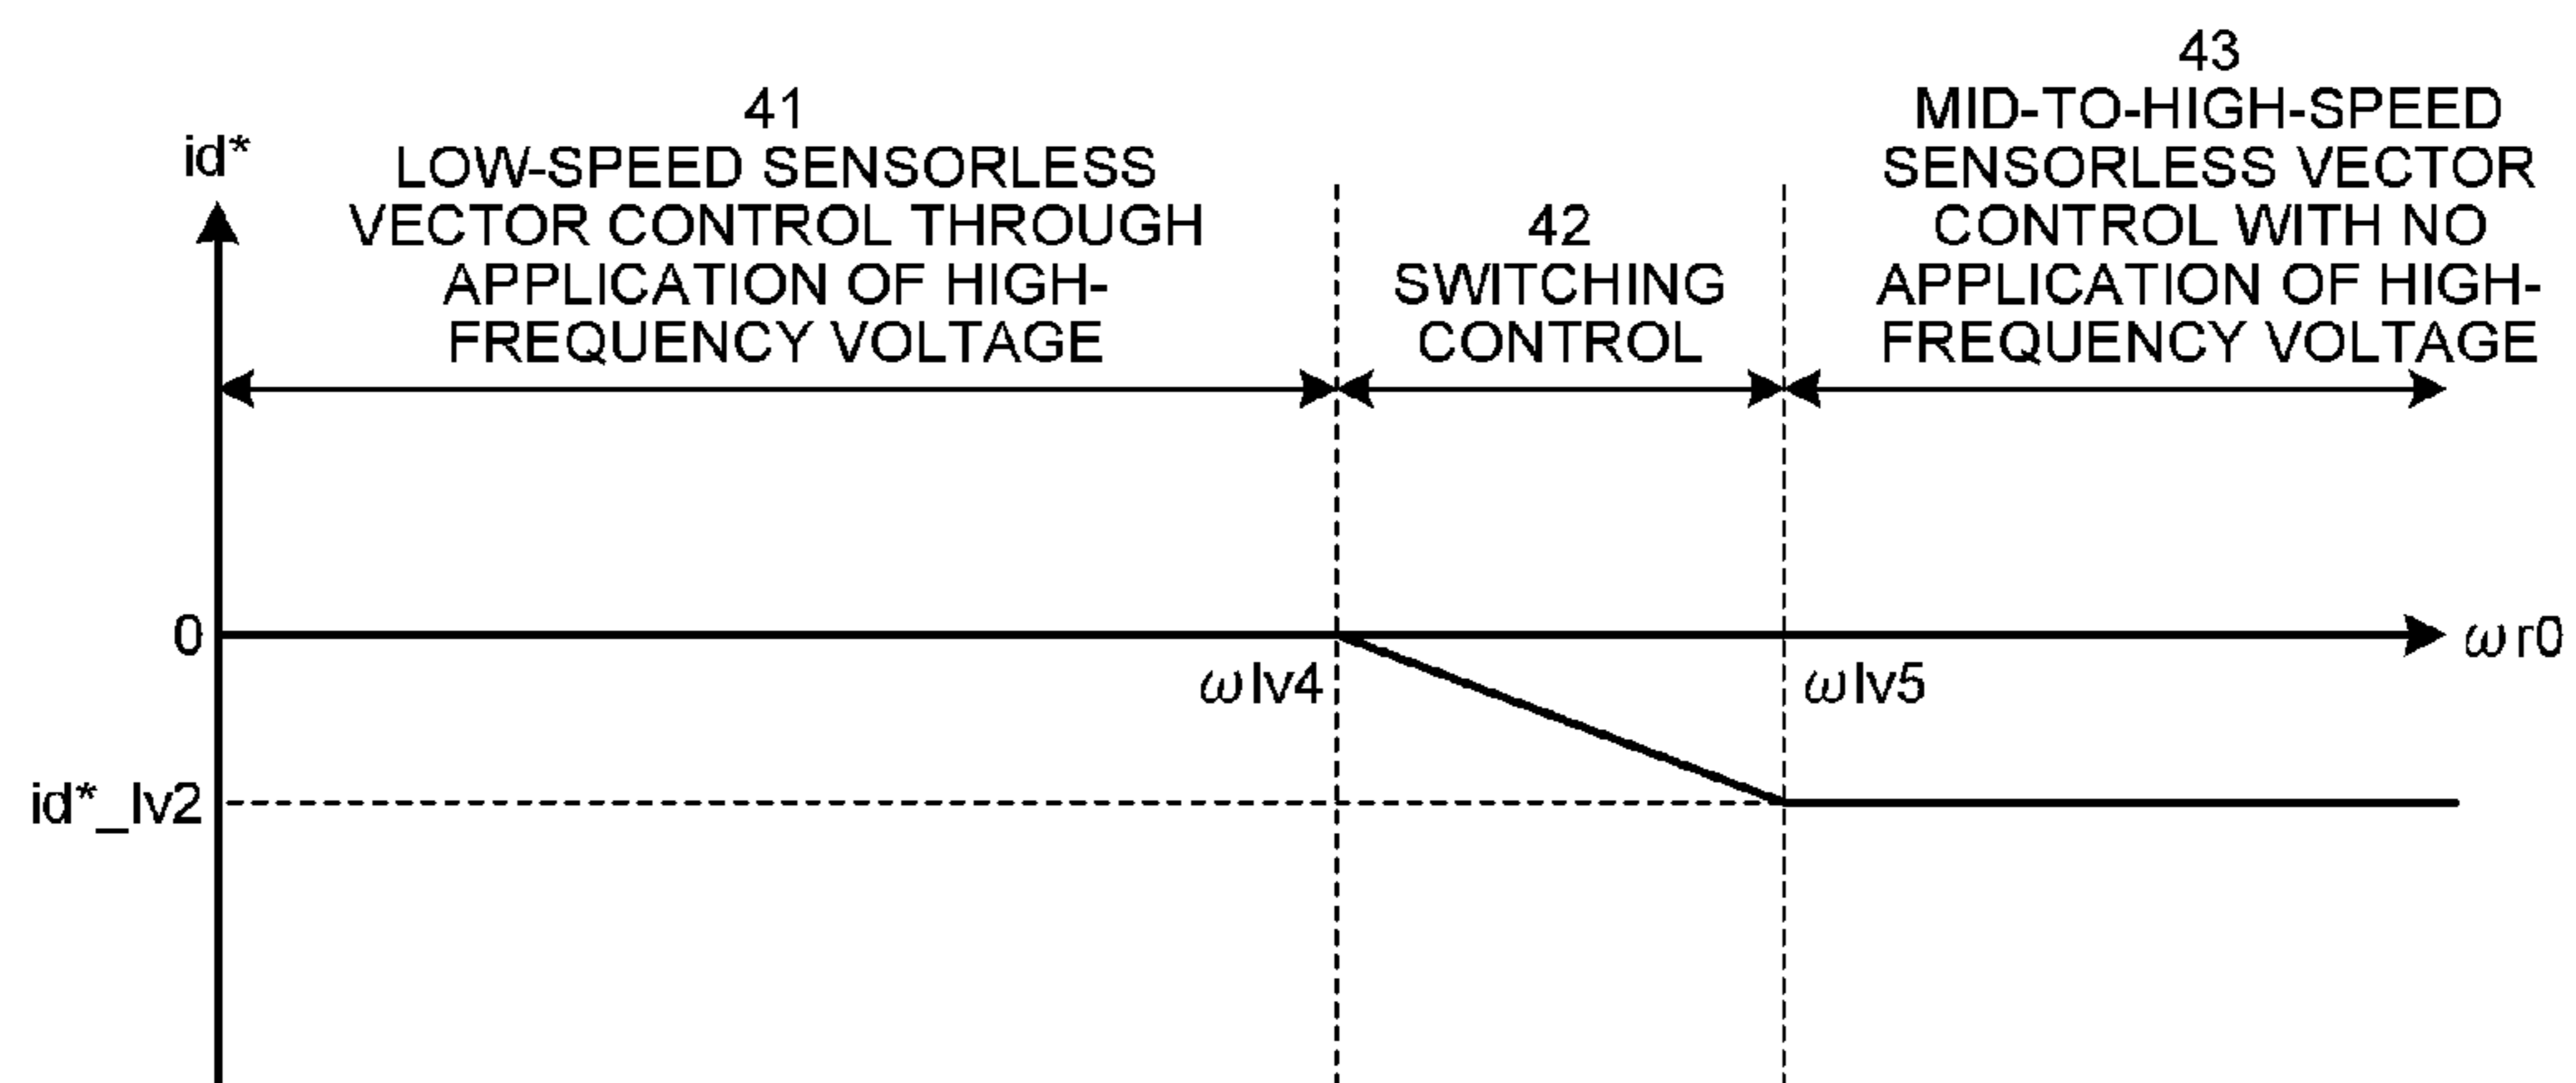 id*
41
LOW-SPEED SENSORLESS
VECTOR CONTROL THROUGH
APPLICATION OF HIGH-
FREQUENCY VOLTAGE
42
SWITCHING
CONTROL
43
MID-TO-HIGH-SPEED
SENSORLESS VECTOR
CONTROL WITH NO
APPLICATION OF HIGH-
FREQUENCY VOLTAGE
0
ωr0
ωlv4
ωlv5
id*_lv2